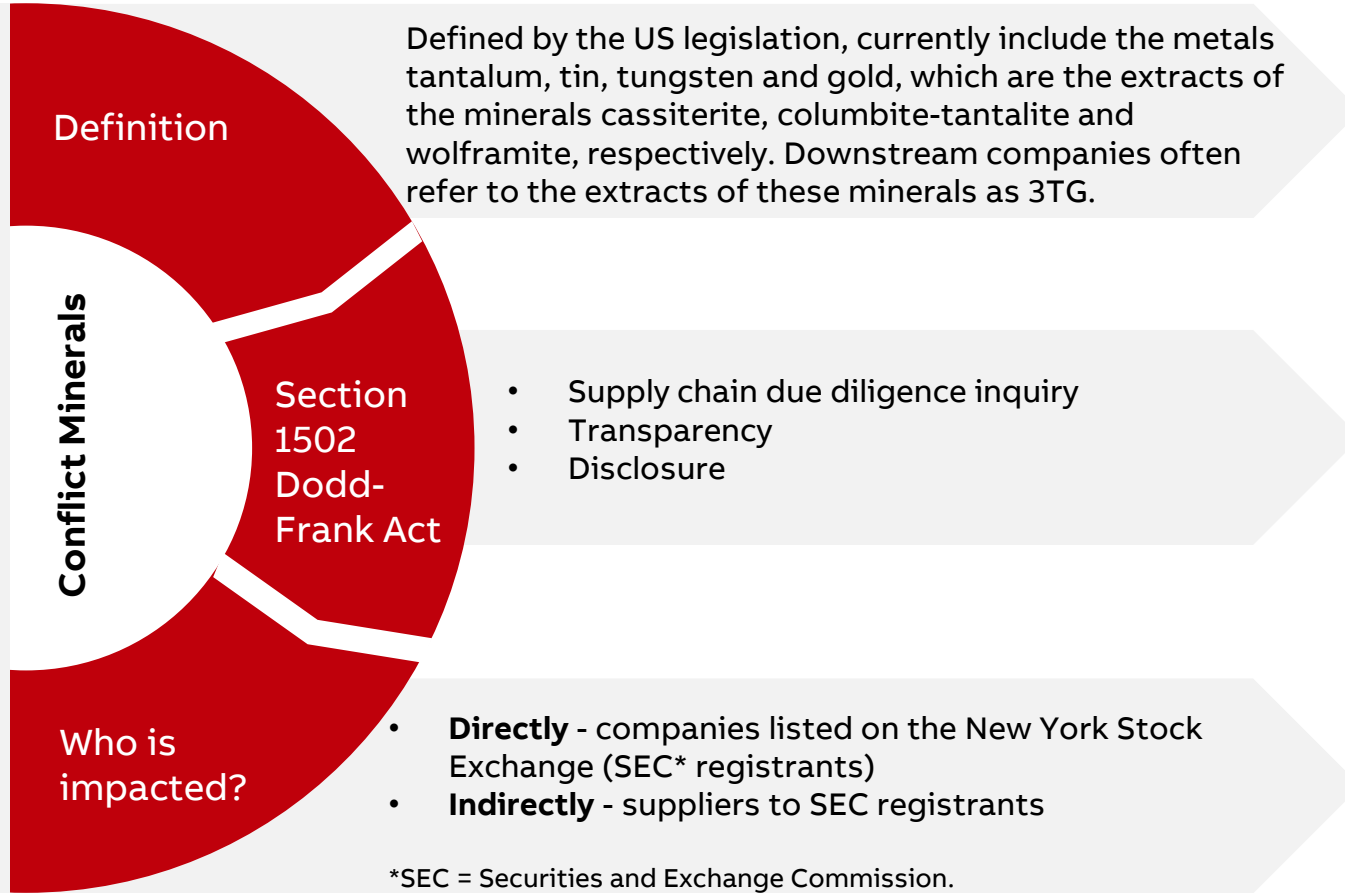 Conflict Minerals
Definition
Defined by the US legislation, currently include the metals
tantalum, tin, tungsten and gold, which are the extracts of
the minerals cassiterite, columbite-tantalite and
wolframite, respectively. Downstream companies often
refer to the extracts of these minerals as 3TG.
Section
1502
Dodd-
Frank Act
• Supply chain due diligence inquiry
• Transparency
• Disclosure
Who is
impacted?
• Directly - companies listed on the New York Stock
Exchange (SEC* registrants)
• Indirectly - suppliers to SEC registrants
*SEC = Securities and Exchange Commission.